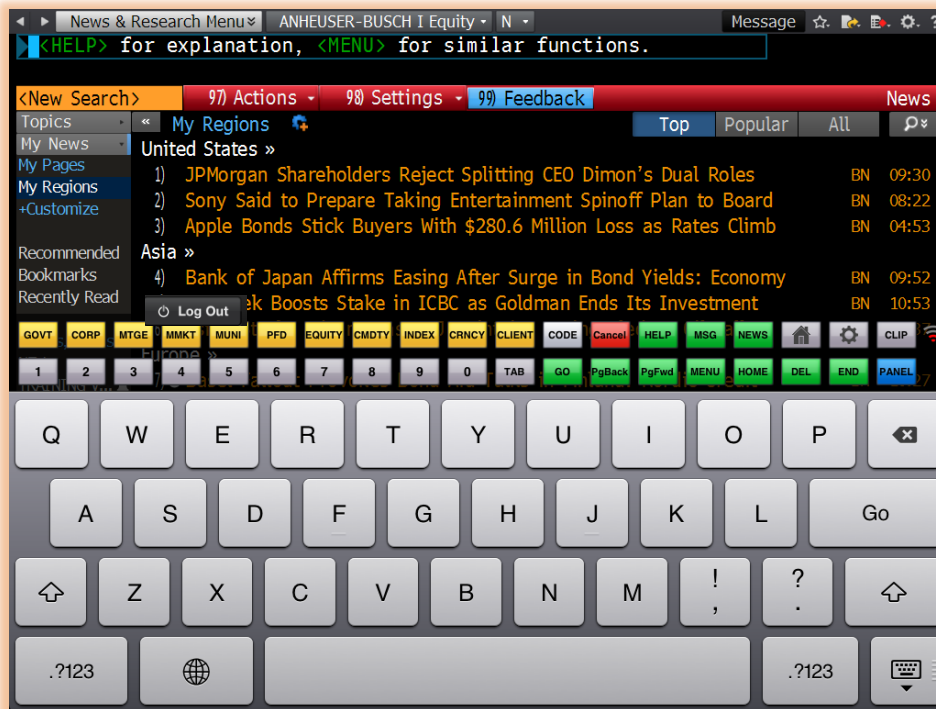 News & Research Menu ANHEUSER-BUSCH I Equity N Message
<HELP> for explanation, <MENU> for similar functions.
<New Search> 97) Actions 98) Settings 99) Feedback News
Topics « My Regions Top Popular All
My News United States »
My Pages 1) JPMorgan Shareholders Reject Splitting CEO Dimon's Dual Roles BN 09:30
My Regions 2) Sony Said to Prepare Taking Entertainment Spinoff Plan to Board BN 08:22
+Customize 3) Apple Bonds Stick Buyers With $280.6 Million Loss as Rates Climb BN 04:53
Recommended Asia »
Bookmarks 4) Bank of Japan Affirms Easing After Surge in Bond Yields: Economy BN 09:52
Recently Read Boosts Stake in ICBC as Goldman Ends Its Investment BN 10:53
Log Out
GOVT CORP MTGE MMKT MUNI PFD EQUITY CMDTY INDEX CRNCY CLIENT CODE Cancel HELP MSG NEWS CLIP
Europe »
1 2 3 4 5 6 7 8 9 0 TAB GO PgBack PgFwd MENU HOME DEL END PANEL
Q W E R T Y U I O P
A S D F G H J K L Go
Z X C V B N M ! , ? .
.?123 .?123